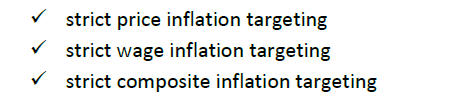 ✓ strict price inflation targeting
✓ strict wage inflation targeting
✓ strict composite inflation targeting